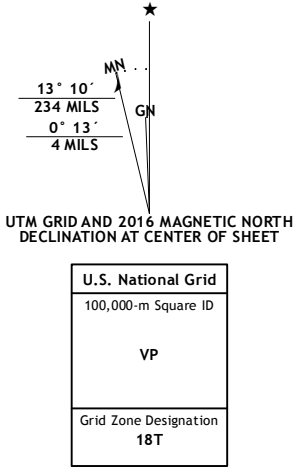 MN
13° 10´
234 MILS
GN
0° 13´
4 MILS
UTM GRID AND 2016 MAGNETIC NORTH
DECLINATION AT CENTER OF SHEET
U.S. National Grid
100,000-m Square ID
VP
Grid Zone Designation
18T